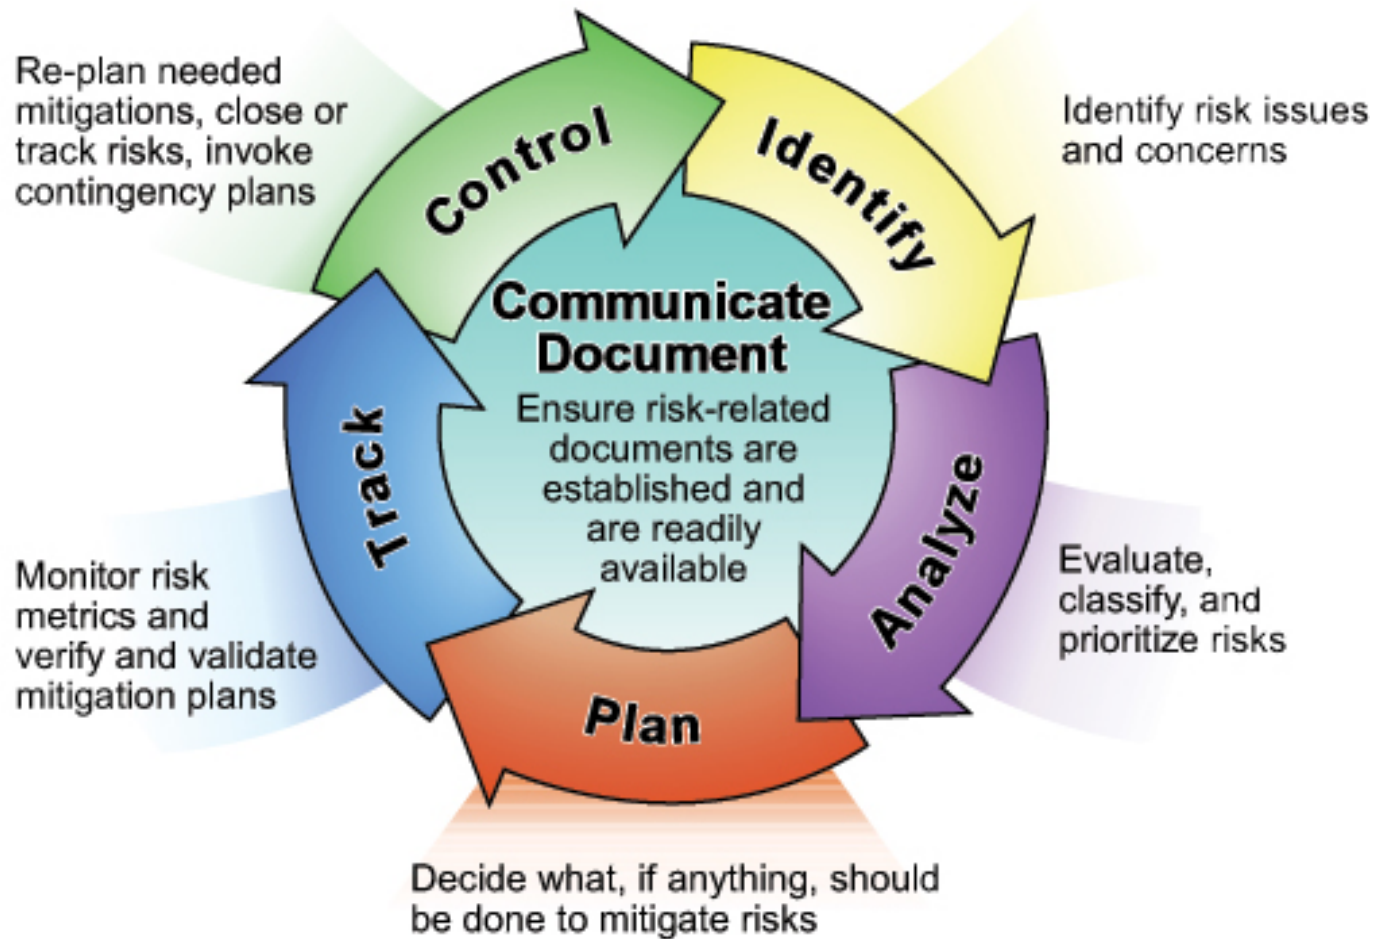 Re-plan needed
mitigations, close or
track risks, invoke
contingency plans
Control
Identify
Identify risk issues
and concerns
Communicate
Document
Ensure risk-related
documents are
established and
are readily
available
Track
Analyze
Monitor risk
metrics and
verify and validate
mitigation plans
Evaluate,
classify, and
prioritize risks
Plan
Decide what, if anything, should
be done to mitigate risks